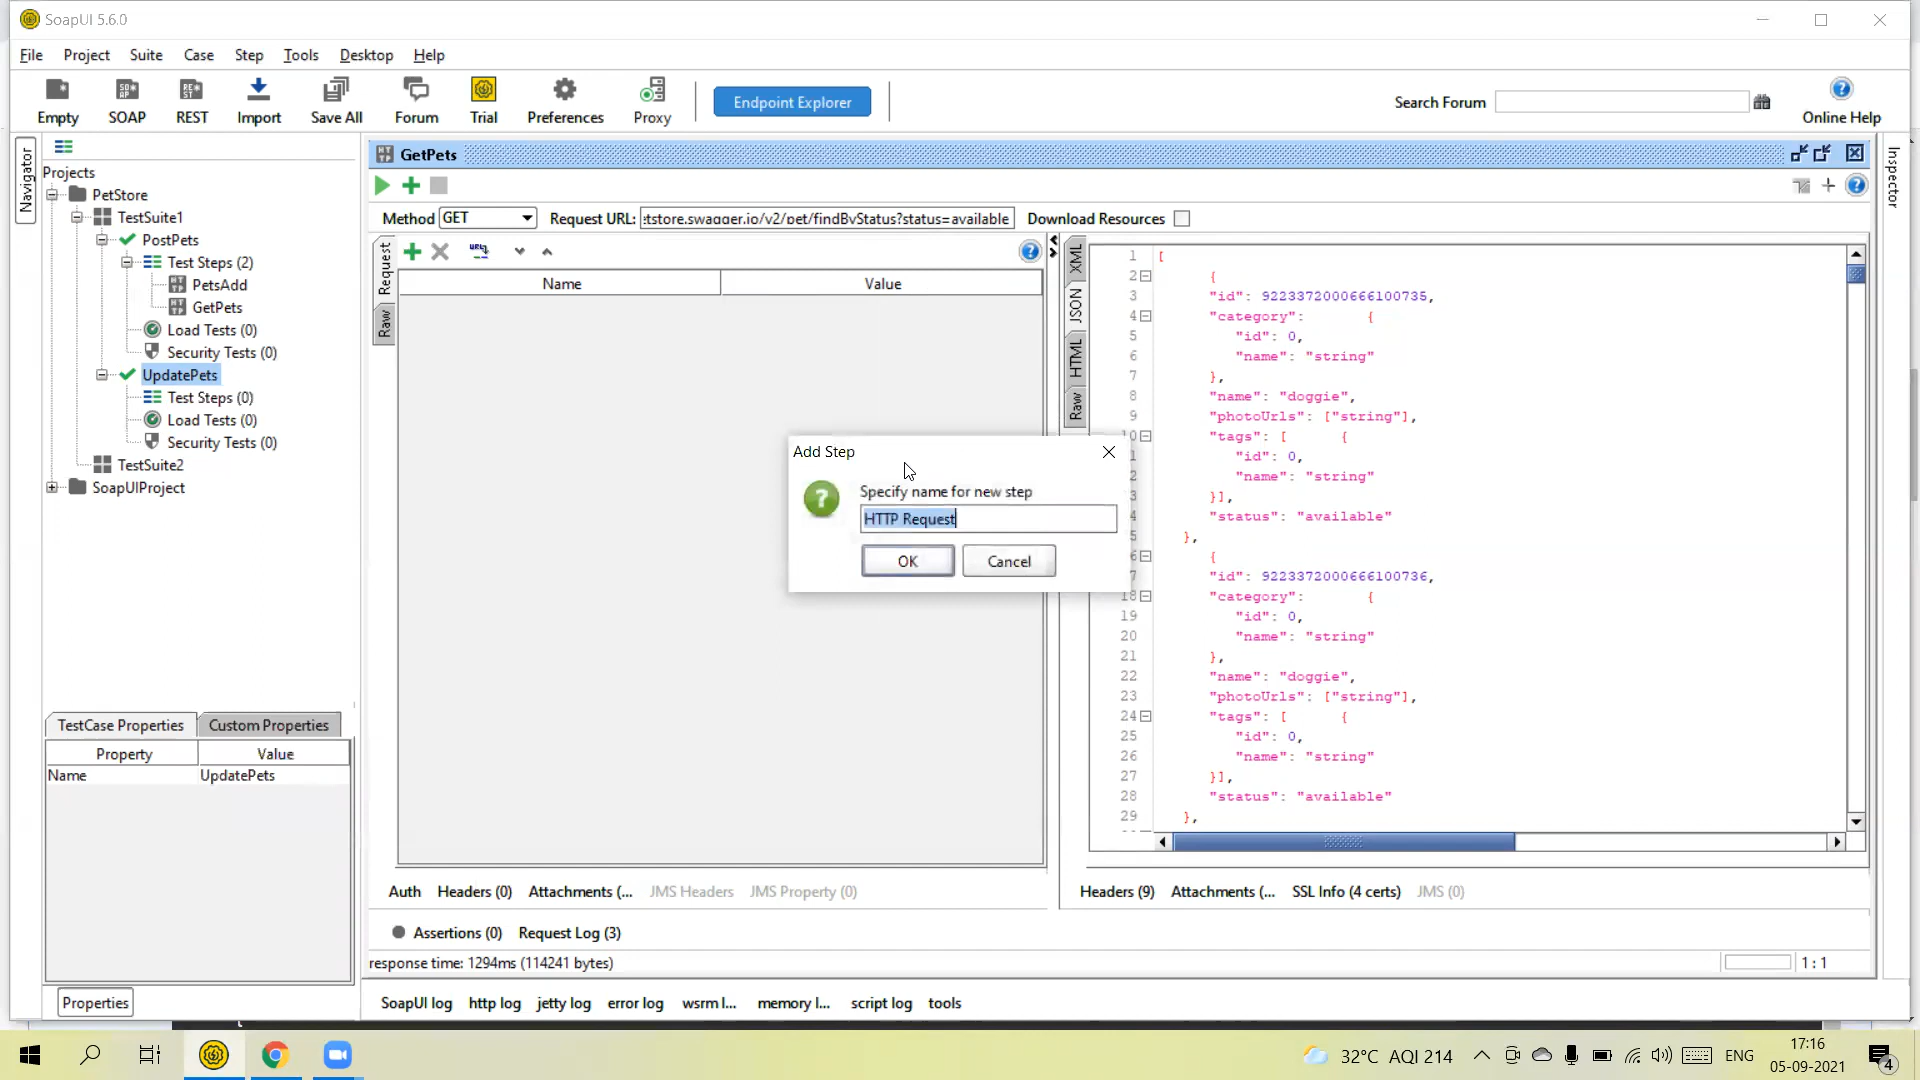 SoapUI 5.6.0
File Project Suite Case Step Tools Desktop Help
Empty SOAP REST Import Save All Forum Trial Preferences Proxy
Endpoint Explorer
Search Forum
Online Help
Navigator
Projects
PetStore
TestSuite1
PostPets
Test Steps (2)
PetsAdd
GetPets
Load Tests (0)
Security Tests (0)
UpdatePets
Test Steps (0)
Load Tests (0)
Security Tests (0)
TestSuite2
SoapUIProject
TestCase Properties Custom Properties
Property Value
Name UpdatePets
Properties
GetPets
Method GET Request URL: :tstore.swagger.io/v2/pet/findByStatus?status=available Download Resources
Request
Raw
Name Value
Add Step
Specify name for new step
HTTP Request
OK Cancel
XML
JSON
HTML
Raw
1 [
2 {
3 "id": 9223372000666100735,
4 "category": {
5 "id": 0,
6 "name": "string"
7 },
8 "name": "doggie",
9 "photoUrls": ["string"],
10 "tags": [ {
1 "id": 0,
2 "name": "string"
3 }],
4 "status": "available"
5 },
6 {
7 "id": 9223372000666100736,
18 "category": {
19 "id": 0,
20 "name": "string"
21 },
22 "name": "doggie",
23 "photoUrls": ["string"],
24 "tags": [ {
25 "id": 0,
26 "name": "string"
27 }],
28 "status": "available"
29 },
Auth Headers (0) Attachments (... JMS Headers JMS Property (0)
Headers (9) Attachments (... SSL Info (4 certs) JMS (0)
Assertions (0) Request Log (3)
response time: 1294ms (114241 bytes)
1 : 1
SoapUI log http log jetty log error log wsrm l... memory l... script log tools
Inspector
32°C AQI 214
ENG
17:16
05-09-2021
4